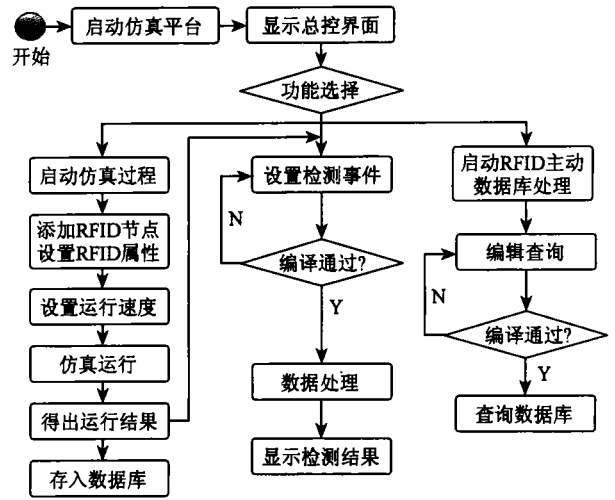 开始
启动仿真平台
显示总控界面
功能选择
启动仿真过程
添加RFID节点
设置RFID属性
设置运行速度
仿真运行
得出运行结果
存入数据库
设置检测事件
N
编译通过?
Y
数据处理
显示检测结果
启动RFID主动
数据库处理
编辑查询
N
编译通过?
Y
查询数据库